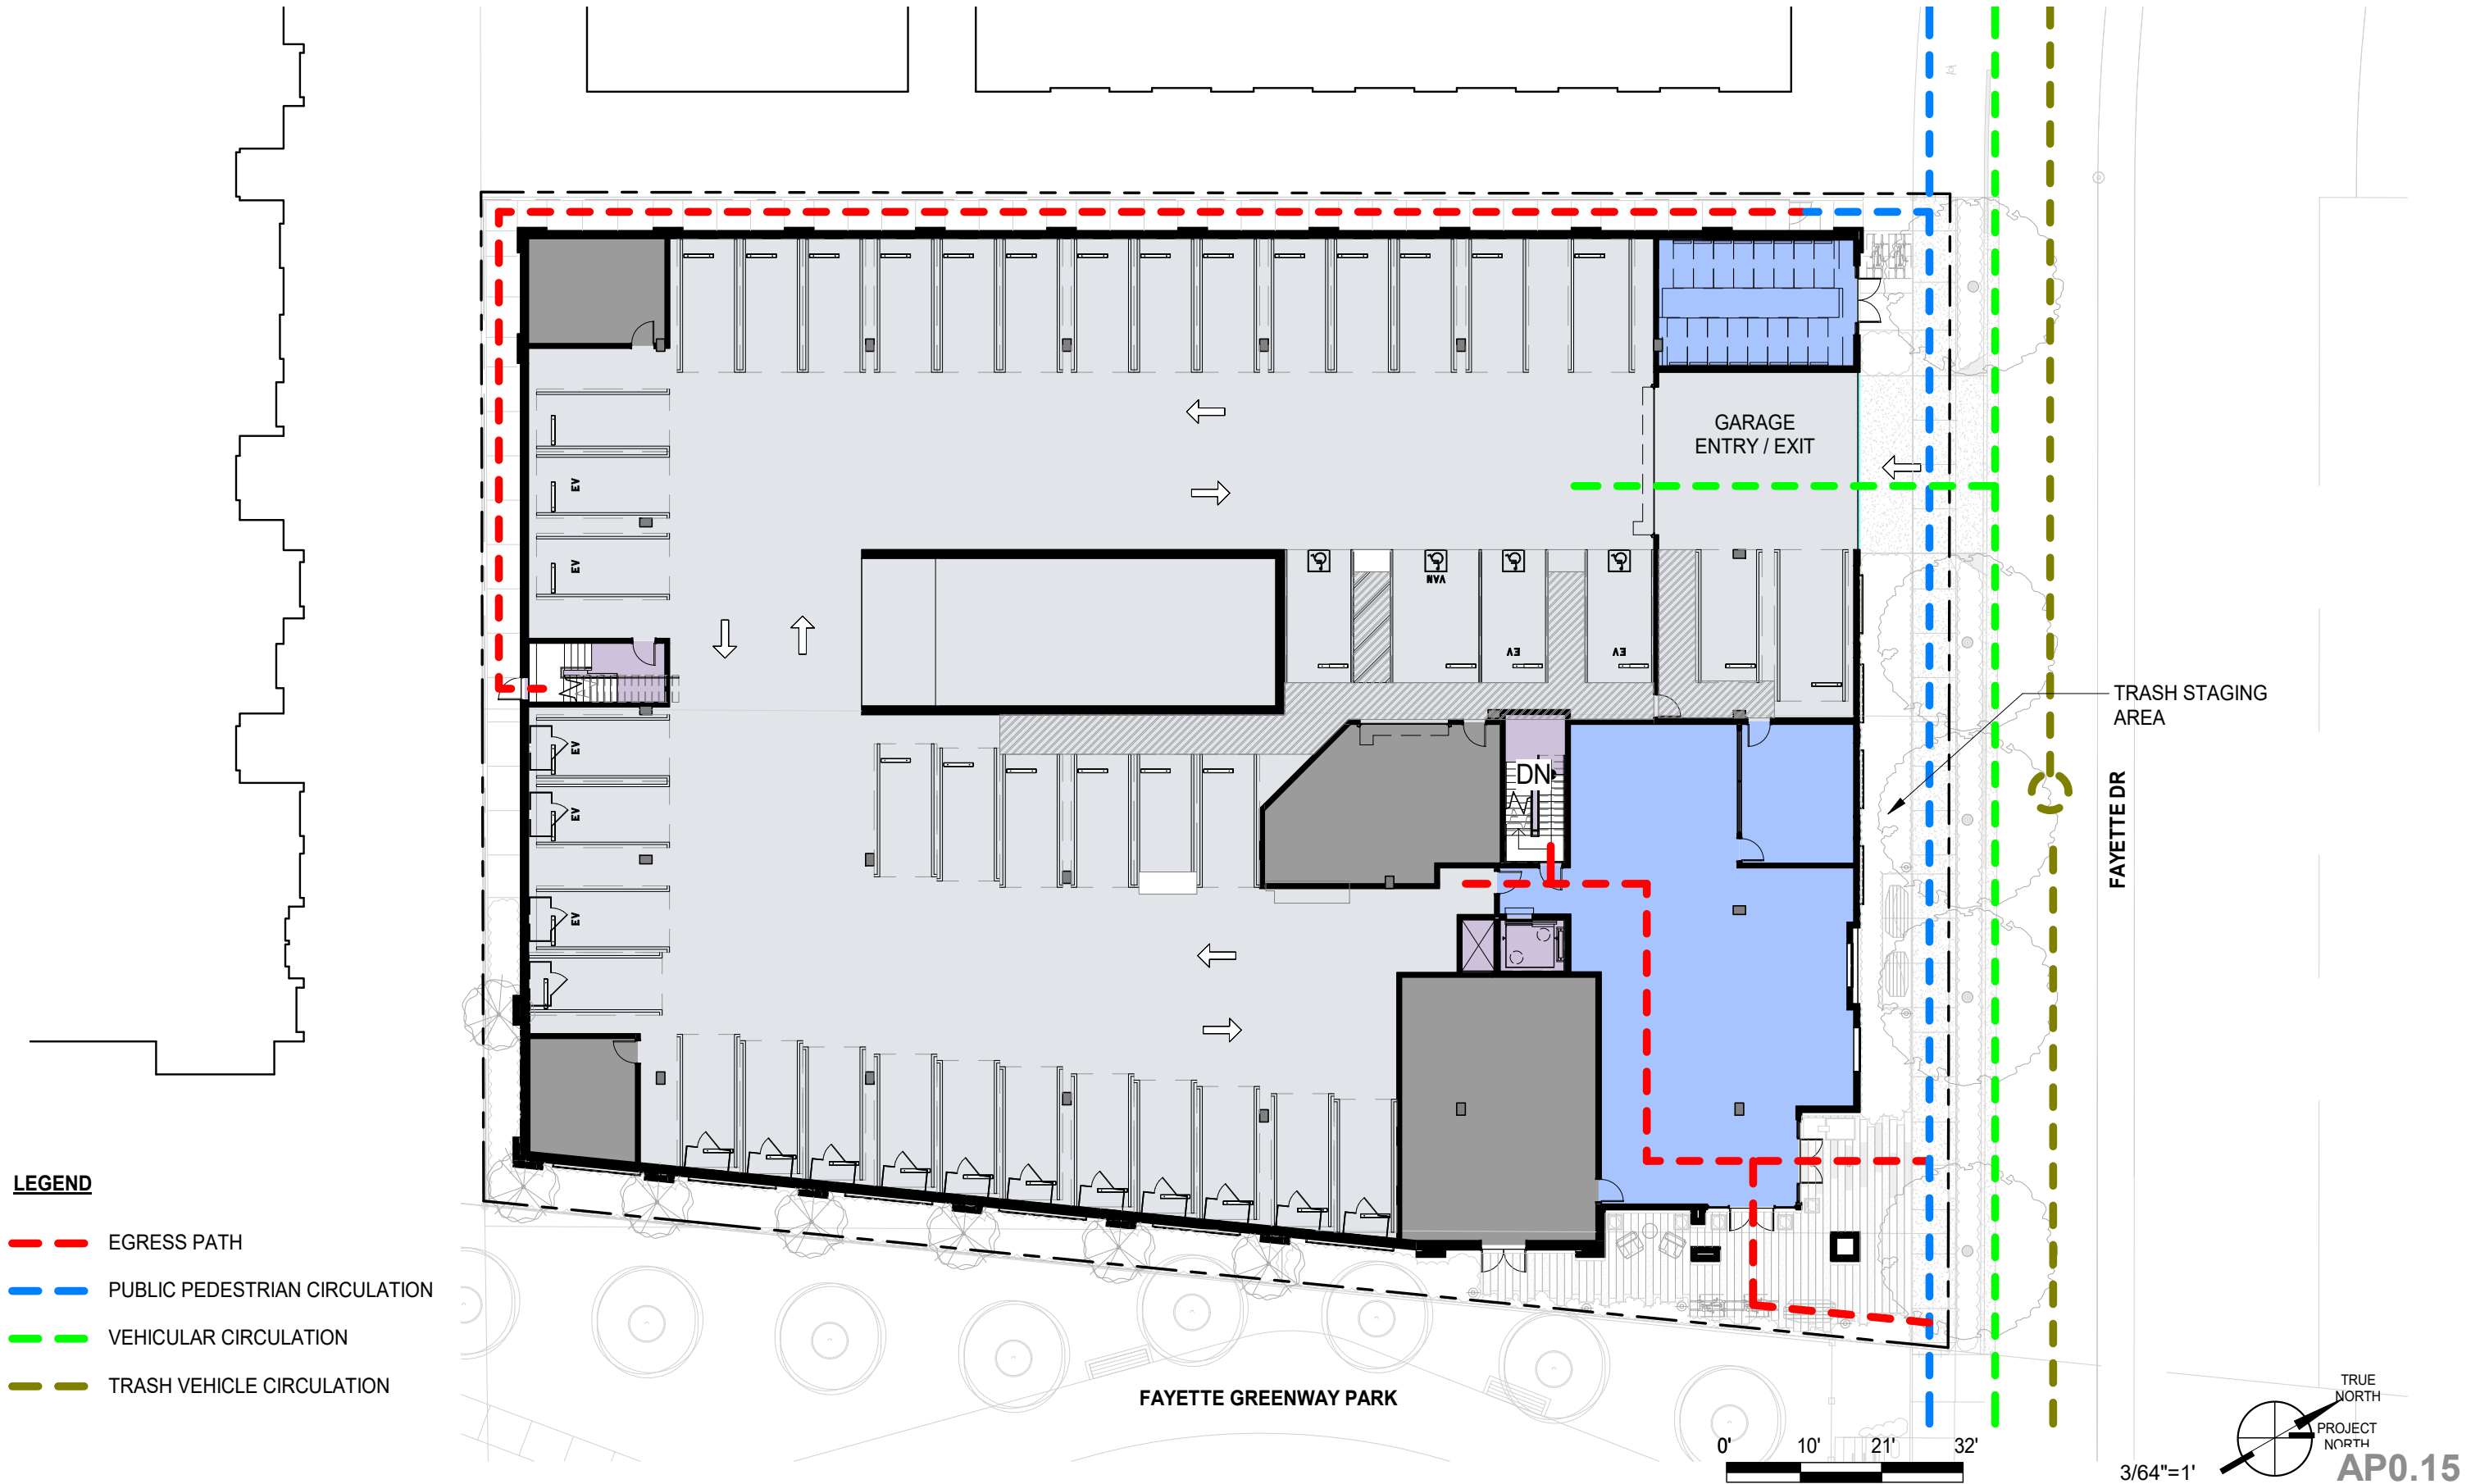 GARAGE
ENTRY / EXIT
EV
EV
VAN
EV
EV
EV
EV
EV
DN
TRASH STAGING
AREA
FAYETTE DR
LEGEND
EGRESS PATH
PUBLIC PEDESTRIAN CIRCULATION
VEHICULAR CIRCULATION
TRASH VEHICLE CIRCULATION
FAYETTE GREENWAY PARK
0' 10' 21' 32'
3/64"=1'
TRUE
NORTH
PROJECT
NORTH
AP0.15